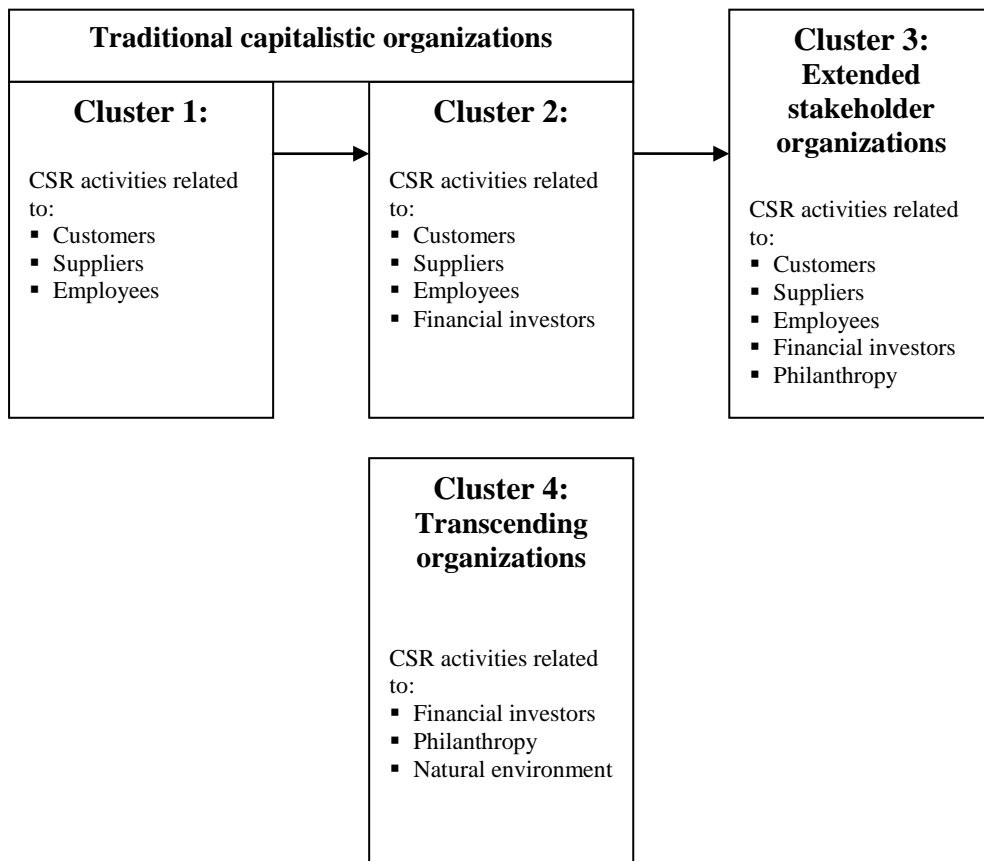 Traditional capitalistic organizations
Cluster 1:
CSR activities related
to:
▪ Customers
▪ Suppliers
▪ Employees
Cluster 2:
CSR activities related
to:
▪ Customers
▪ Suppliers
▪ Employees
▪ Financial investors
Cluster 3:
Extended
stakeholder
organizations
CSR activities related
to:
▪ Customers
▪ Suppliers
▪ Employees
▪ Financial investors
▪ Philanthropy
Cluster 4:
Transcending
organizations
CSR activities related
to:
▪ Financial investors
▪ Philanthropy
▪ Natural environment